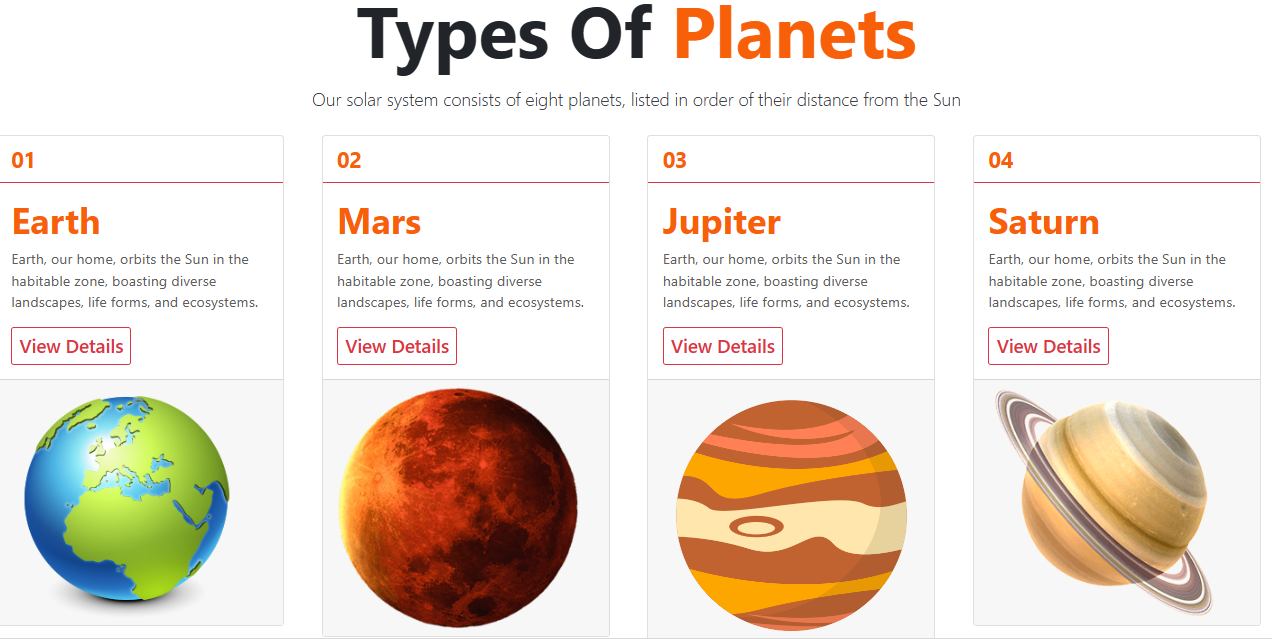 Types Of Planets
Our solar system consists of eight planets, listed in order of their distance from the Sun
01
Earth
Earth, our home, orbits the Sun in the
habitable zone, boasting diverse
landscapes, life forms, and ecosystems.
View Details
02
Mars
Earth, our home, orbits the Sun in the
habitable zone, boasting diverse
landscapes, life forms, and ecosystems.
View Details
03
Jupiter
Earth, our home, orbits the Sun in the
habitable zone, boasting diverse
landscapes, life forms, and ecosystems.
View Details
04
Saturn
Earth, our home, orbits the Sun in the
habitable zone, boasting diverse
landscapes, life forms, and ecosystems.
View Details